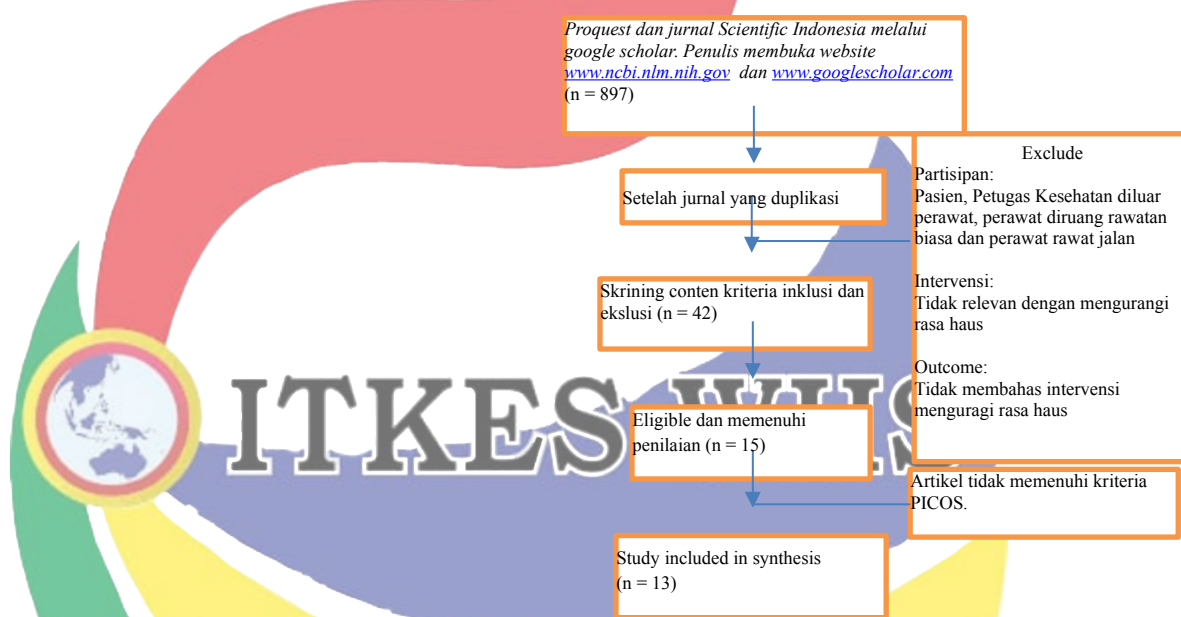 Proquest dan jurnal Scientific Indonesia melalui
google scholar. Penulis membuka website
www.ncbi.nlm.nih.gov dan www.googlescholar.com
(n = 897)
Setelah jurnal yang duplikasi
Exclude
Partisipan:
Pasien, Petugas Kesehatan diluar
perawat, perawat diruang rawatan
biasa dan perawat rawat jalan
Intervensi:
Tidak relevan dengan mengurangi
rasa haus
Outcome:
Tidak membahas intervensi
menguragi rasa haus
Skrining conten kriteria inklusi dan
ekslusi (n = 42)
ITKES
Eligible dan memenuhi
penilaian (n = 15)
Artikel tidak memenuhi kriteria
PICOS.
Study included in synthesis
(n = 13)